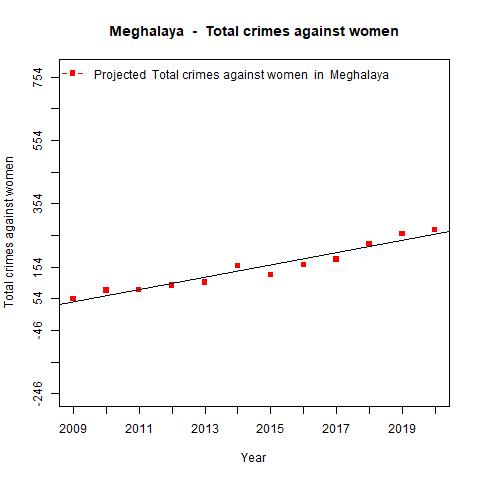 Meghalaya - Total crimes against women
Projected Total crimes against women in Meghalaya
Total crimes against women
754
554
354
154
54
-46
-246
2009 2011 2013 2015 2017 2019
Year